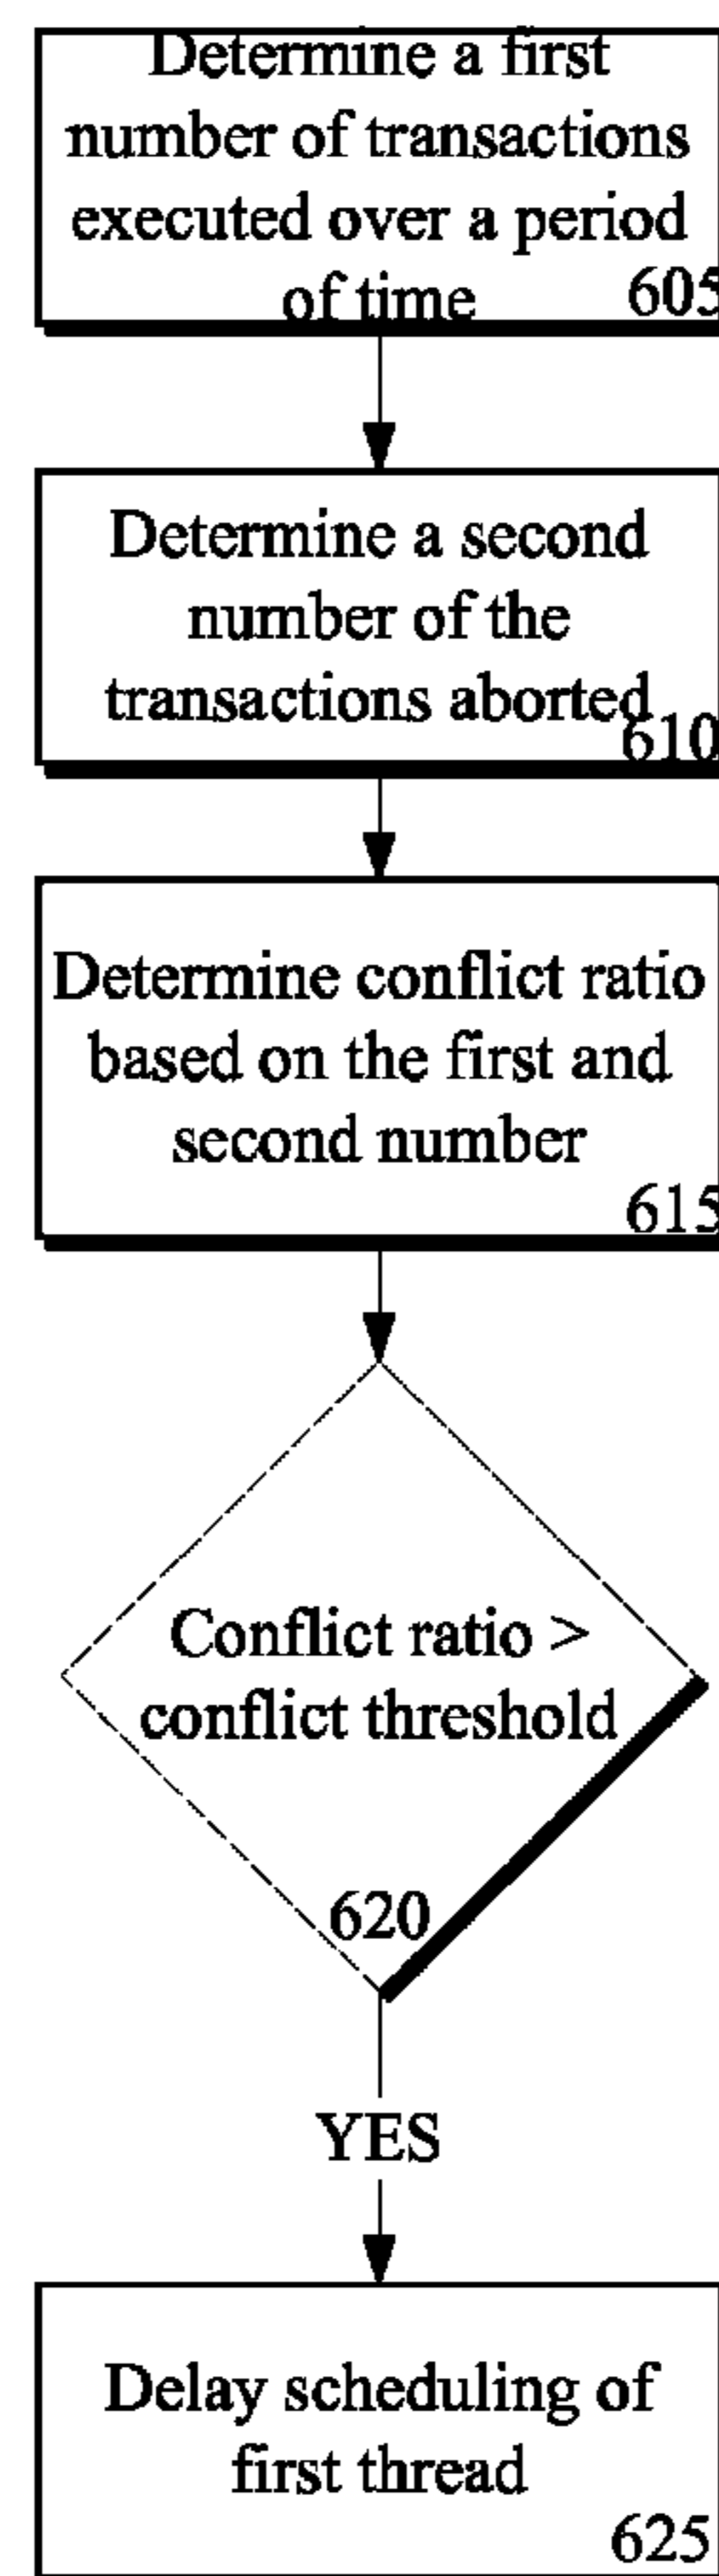 Determine a first
number of transactions
executed over a period
of time
605
Determine a second
number of the
transactions aborted
610
Determine conflict ratio
based on the first and
second number
615
Conflict ratio >
conflict threshold
620
YES
Delay scheduling of
first thread
625